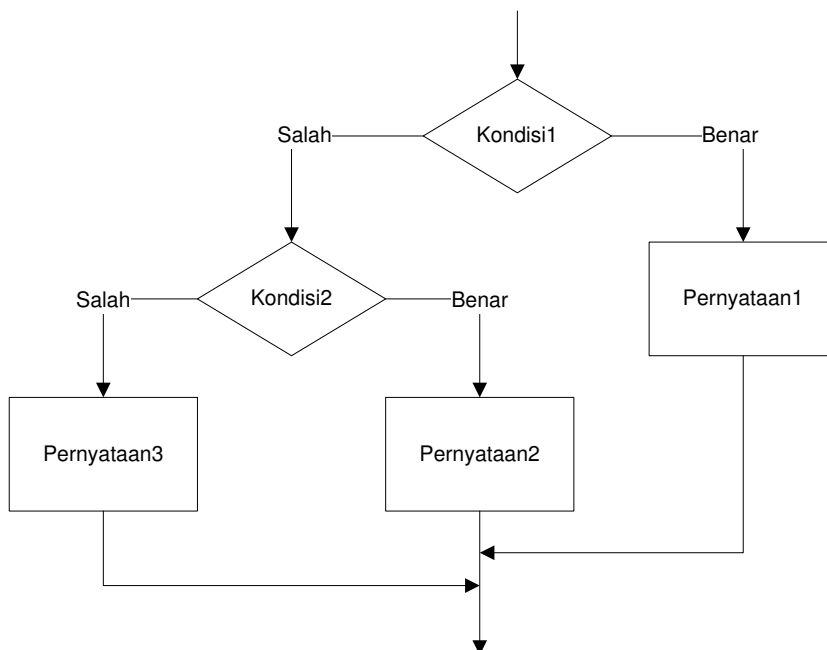 Kondisi1
Salah
Benar
Kondisi2
Salah
Benar
Pernyataan1
Pernyataan3
Pernyataan2